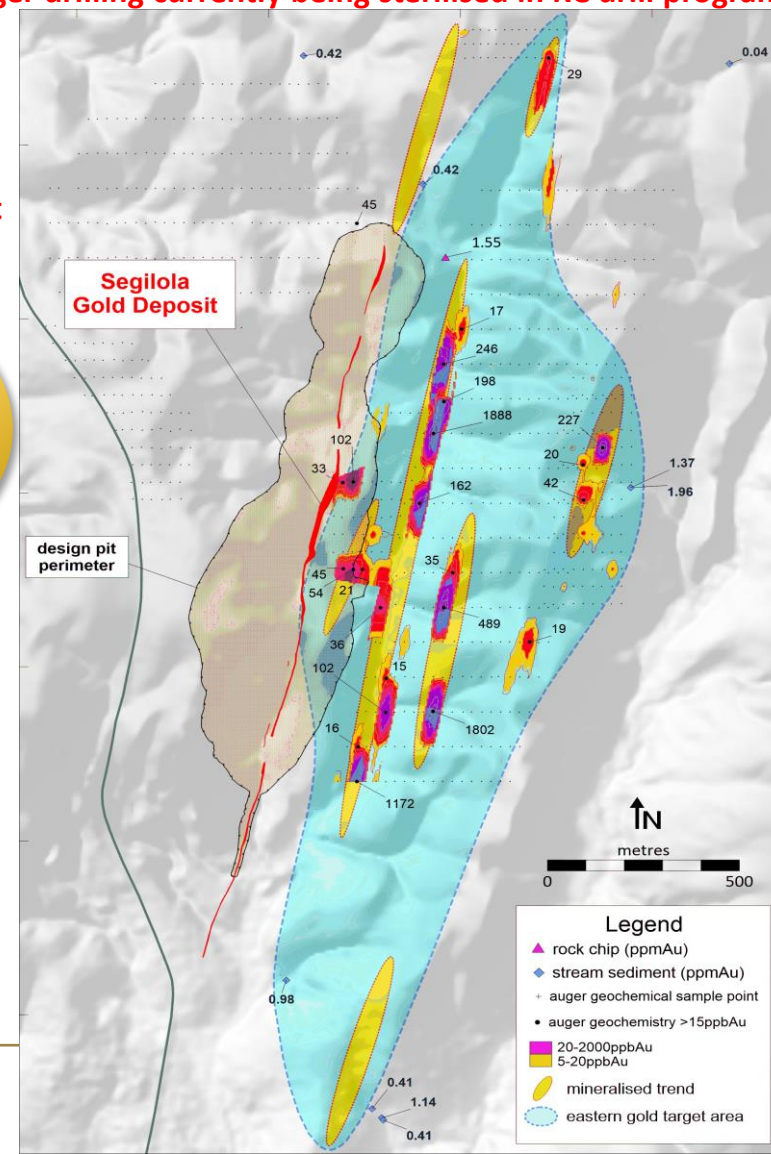 ger drilling currently being sterilised in RC drill program
0.42
0.04
29
0.42
45
t
1.55
Segilola
Gold Deposit
17
246
198
1888
102
227
33
20
1.37
42
1.96
162
design pit
perimeter
35
45
54
21
489
19
36
102
15
16
1802
1172
N
metres
0 500
Legend
rock chip (ppmAu)
stream sediment (ppmAu)
auger geochemical sample point
auger geochemistry >15ppbAu
20-2000ppbAu
5-20ppbAu
mineralised trend
eastern gold target area
0.98
0.41
1.14
0.41